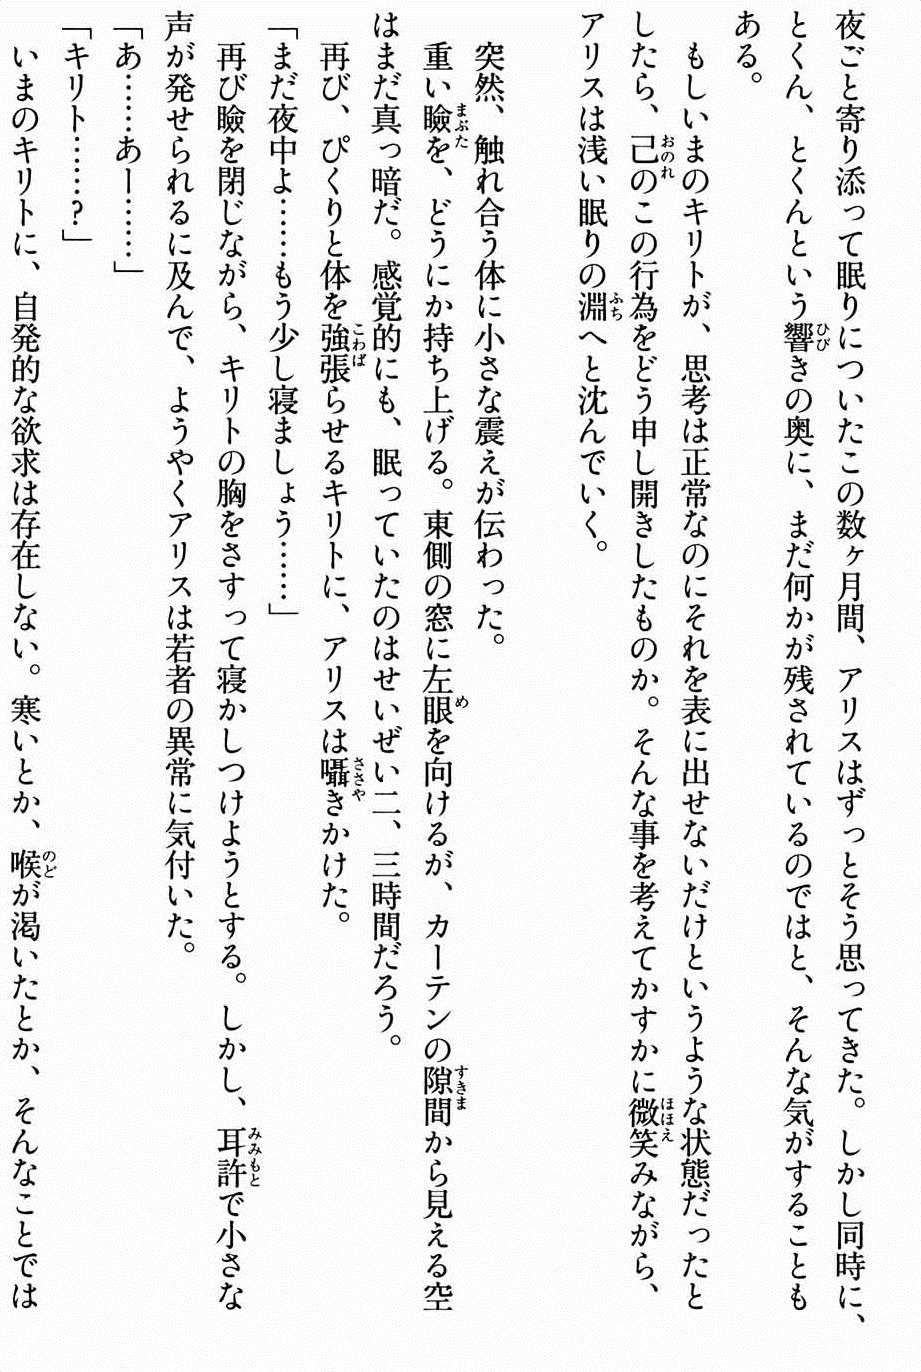 夜ごと寄り添って眠りについたこの数ヶ月間、アリスはずっとそう思ってきた。しかし同時に、
とくん、とくんという響きの奥に、まだ何かが残されているのではと、そんな気がすることも
ある。
もしいまのキリトが、思考は正常なのにそれを表に出せないだけというような状態だったと
したら、己のこの行為をどう申し開きしたものか。そんな事を考えてかすかに微笑みながら、
アリスは浅い眠りの淵へと沈んでいく。
突然、触れ合う体に小さな震えが伝わった。
重い瞼を、どうにか持ち上げる。東側の窓に左眼を向けるが、カーテンの隙間から見える空
はまだ真っ暗だ。感覚的にも、眠っていたのはせいぜい二、三時間だろう。
再び、ぴくりと体を強張らせるキリトに、アリスは囁きかけた。
「まだ夜中よ……もう少し寝ましょう……」
再び瞼を閉じながら、キリトの胸をさすって寝かしつけようとする。しかし、耳許で小さな
声が発せられるに及んで、ようやくアリスは若者の異常に気付いた。
「あ……あー……」
「キリト……?」
いまのキリトに、自発的な欲求は存在しない。寒いとか、喉が渇いたとか、そんなことでは